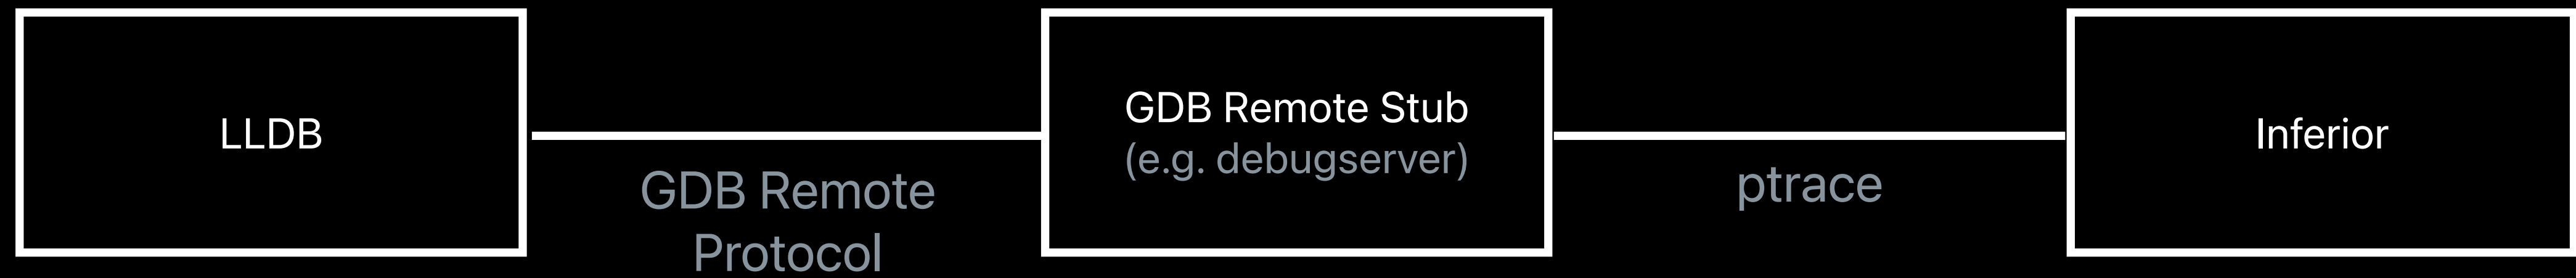 LLDB
GDB Remote
Protocol
GDB Remote Stub
(e.g. debugserver)
ptrace
Inferior